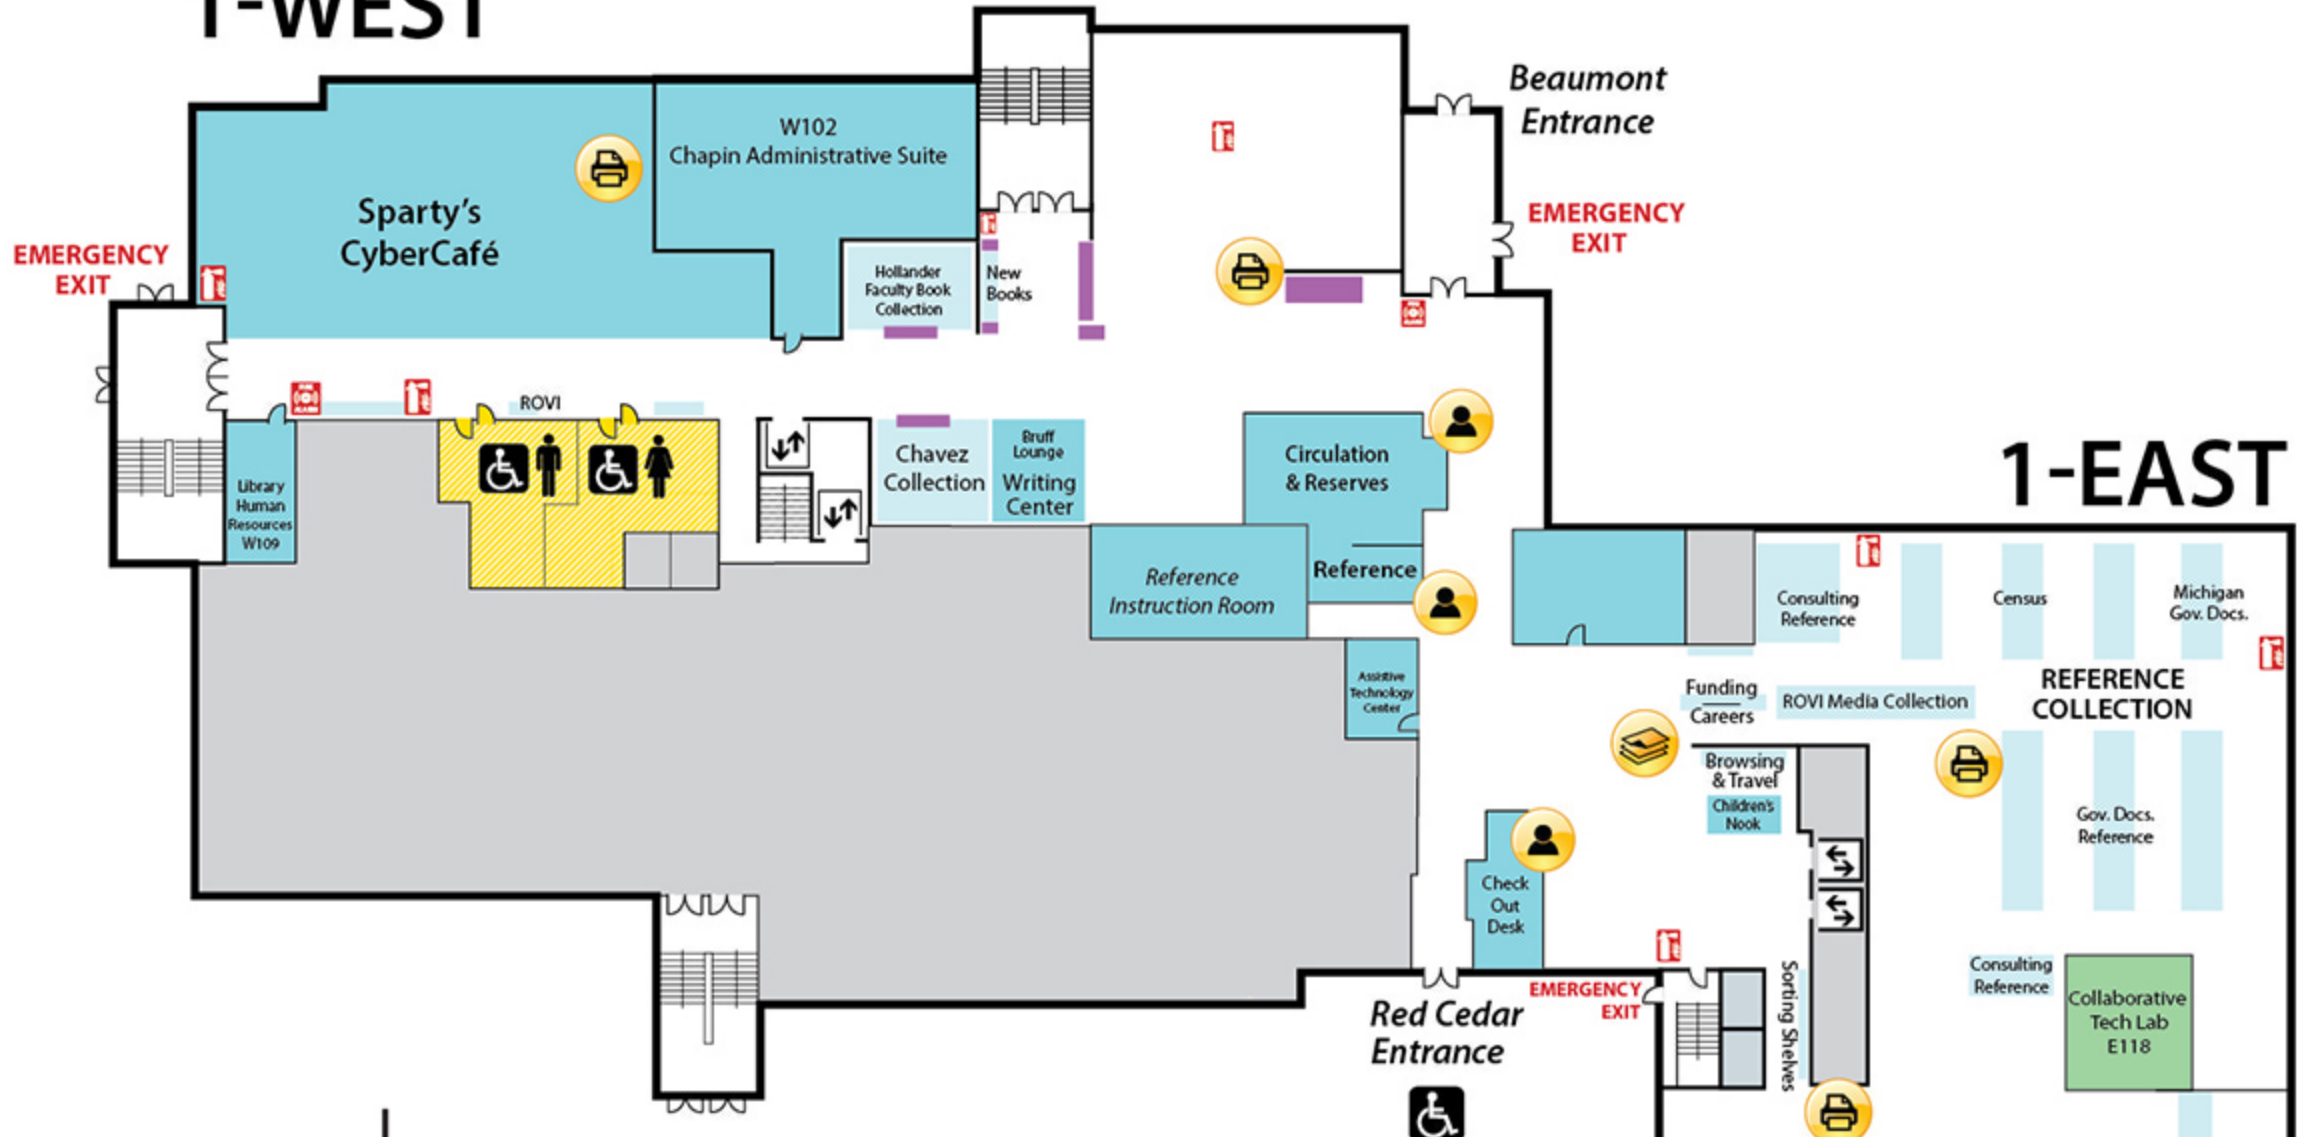 1-WEST
Beaumont
Entrance
W102
Chapin Administrative Suite
Sparty's
CyberCafé
EMERGENCY
EXIT
EMERGENCY
EXIT
Hollander
Faculty Book
Collection
New
Books
FIRE
ALARM
FIRE
ALARM
ROVI
Library
Human
Resources
W109
Chavez
Collection
Bruff
Lounge
Writing
Center
Circulation
& Reserves
1-EAST
Reference
Instruction Room
Reference
Assistive
Technology
Center
Consulting
Reference
Census
Michigan
Gov. Docs.
REFERENCE
COLLECTION
Funding
Careers
ROVI Media Collection
Browsing
& Travel
Children's
Nook
Gov. Docs.
Reference
Check
Out
Desk
Consulting
Reference
Sorting Shelves
Collaborative
Tech Lab
E118
EMERGENCY
EXIT
Red Cedar
Entrance